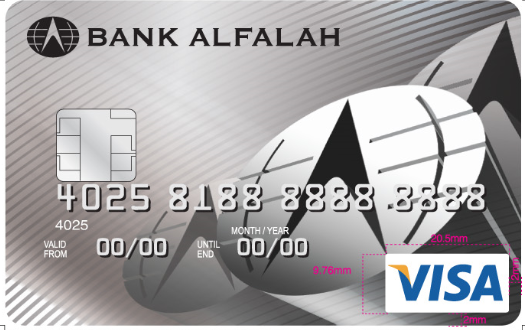 BANK ALFALAH
4025 8188 8888 8888
4025
MONTH / YEAR
VALID FROM 00/00 UNTIL END 00/00
20.5mm
9.76mm
VISA
12mm
3mm